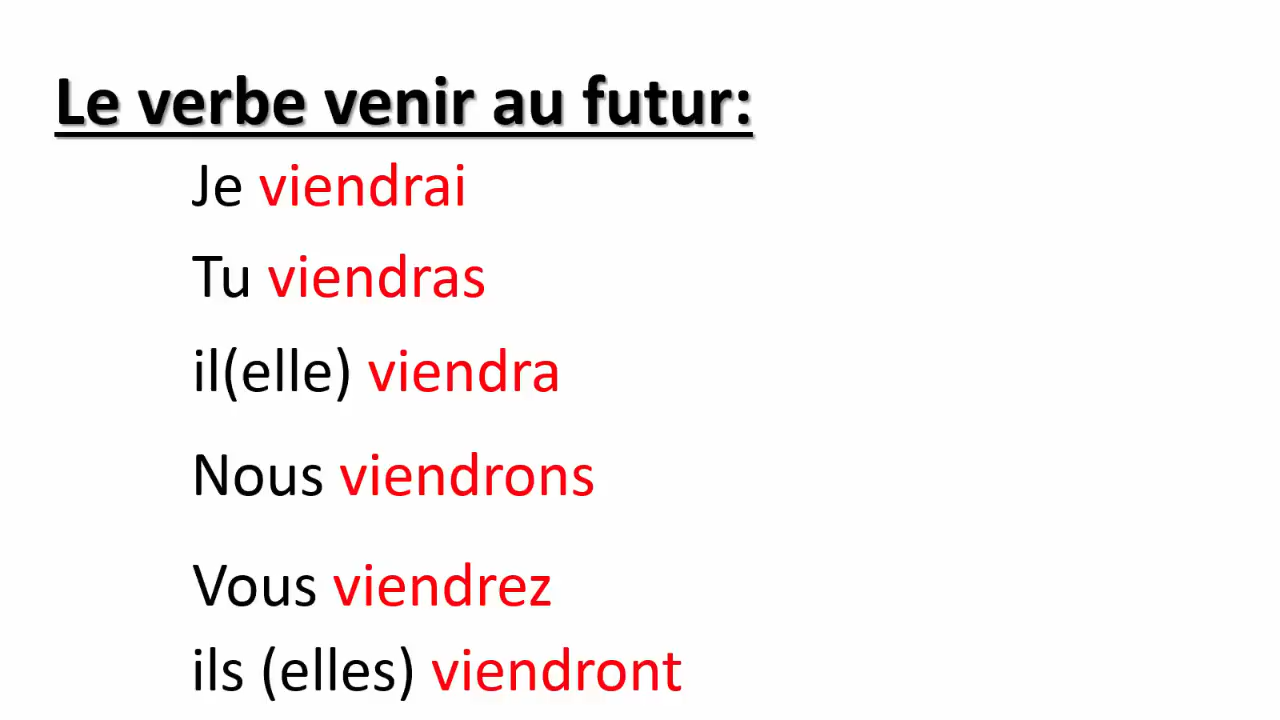 Le verbe venir au futur:
Je viendrai
Tu viendras
il(elle) viendra
Nous viendrons
Vous viendrez
ils (elles) viendront